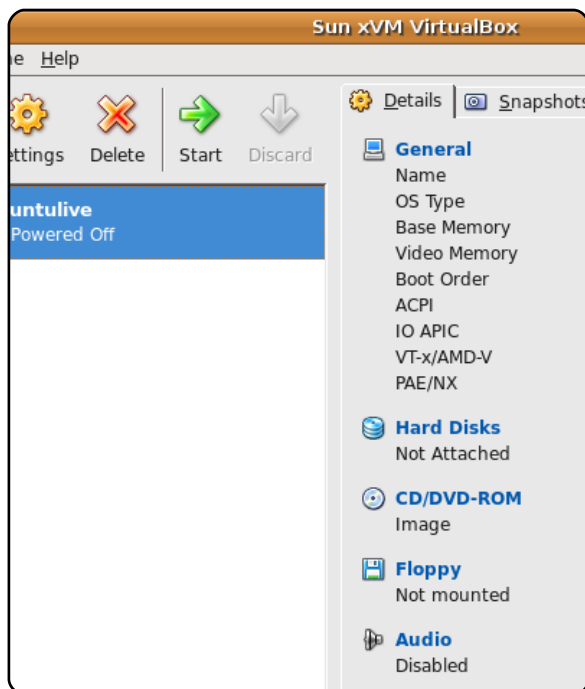 Sun xVM VirtualBox
ne Help
ettings Delete Start Discard
Details Snapshots
untulive
Powered Off
General
Name
OS Type
Base Memory
Video Memory
Boot Order
ACPI
IO APIC
VT-x/AMD-V
PAE/NX
Hard Disks
Not Attached
CD/DVD-ROM
Image
Floppy
Not mounted
Audio
Disabled